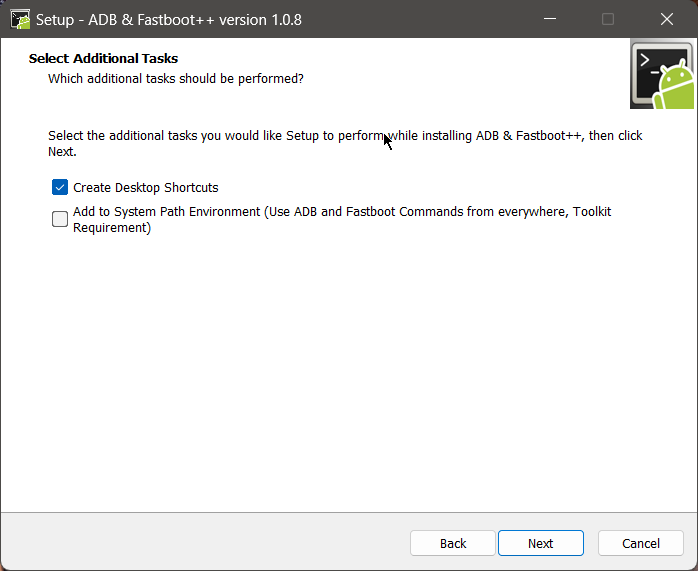 Setup - ADB & Fastboot++ version 1.0.8
Select Additional Tasks
Which additional tasks should be performed?
Select the additional tasks you would like Setup to perform while installing ADB & Fastboot++, then click
Next.
Create Desktop Shortcuts
Add to System Path Environment (Use ADB and Fastboot Commands from everywhere, Toolkit
Requirement)
Back
Next
Cancel